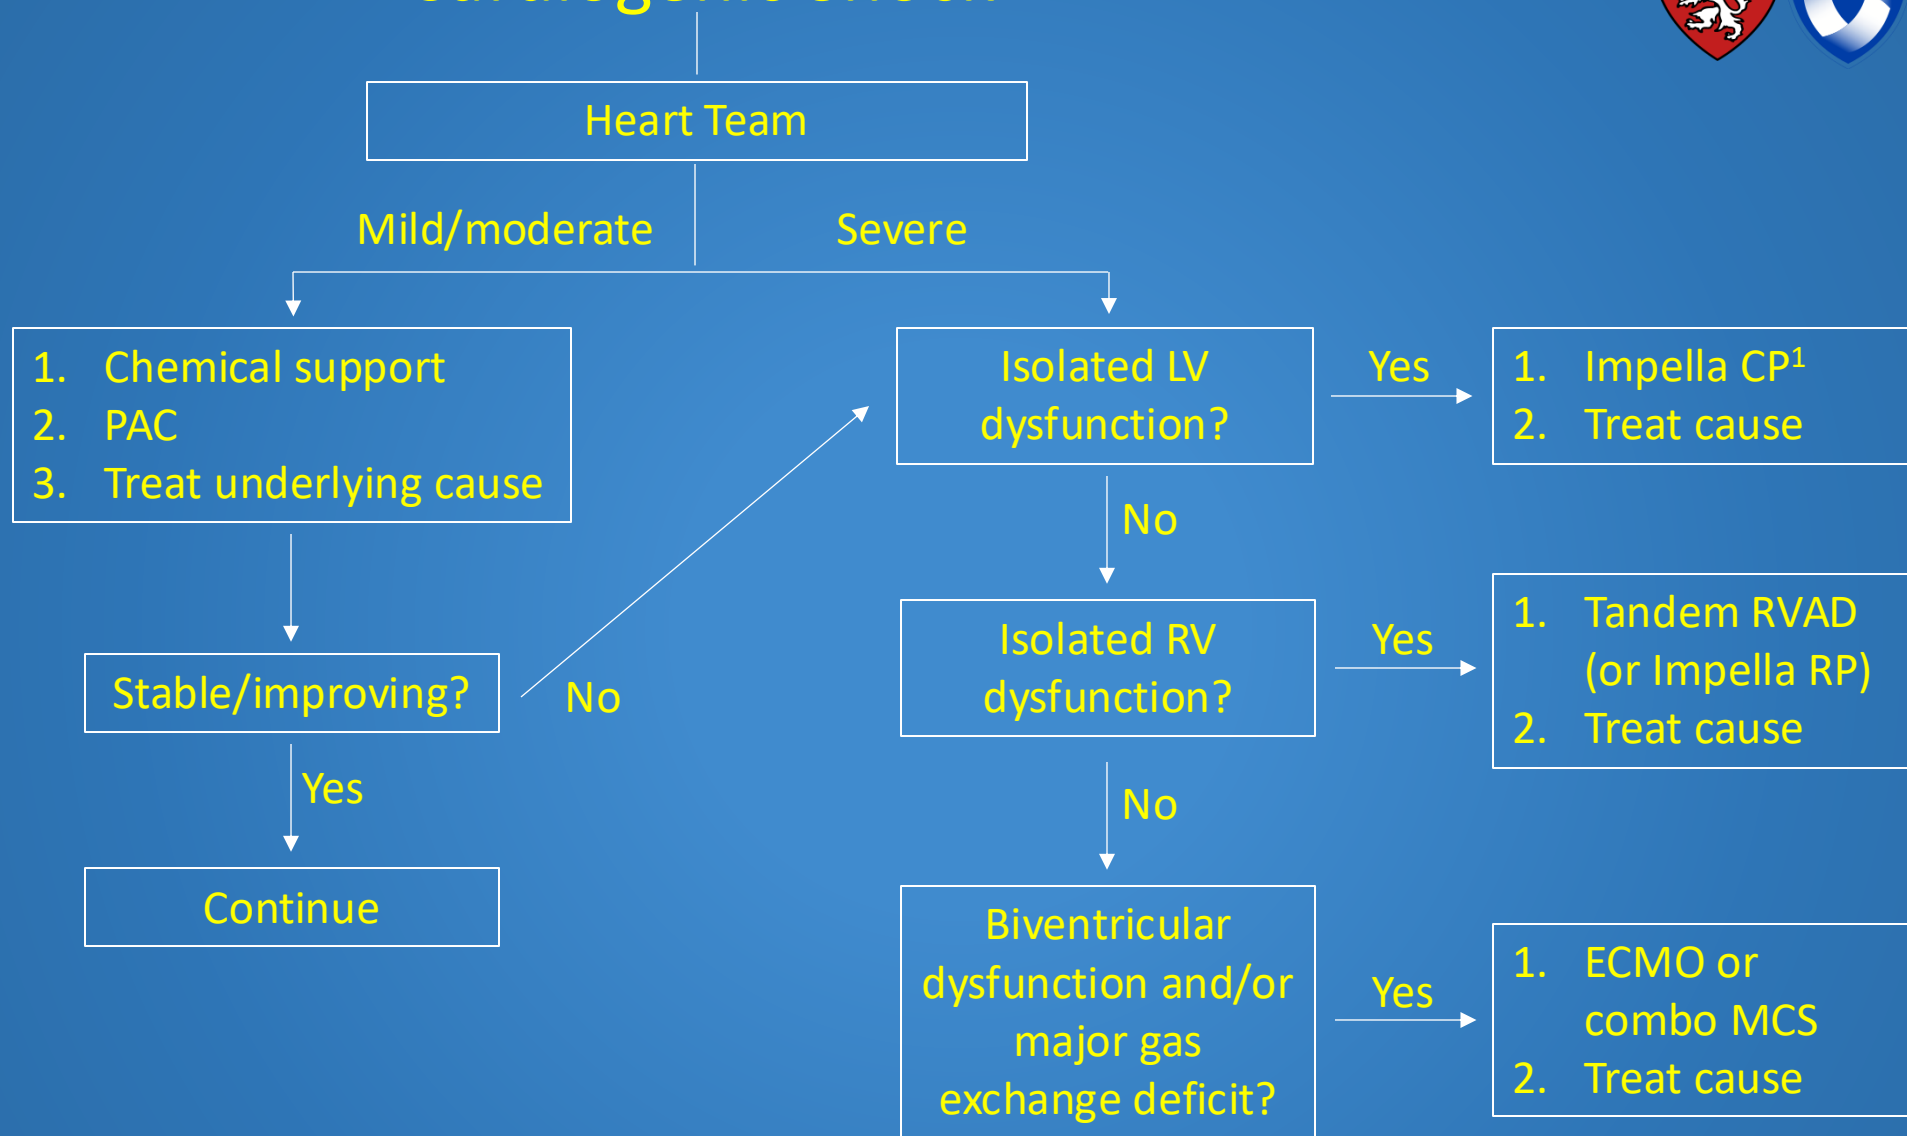 Cardiogenic shock
Heart Team
Mild/moderate
Severe
1. Chemical support
2. PAC
3. Treat underlying cause
Isolated LV
dysfunction?
Yes
1. Impella CP¹
2. Treat cause
No
Stable/improving?
No
Isolated RV
dysfunction?
Yes
1. Tandem RVAD
(or Impella RP)
2. Treat cause
Yes
No
Continue
Biventricular
dysfunction and/or
major gas
exchange deficit?
Yes
1. ECMO or
combo MCS
2. Treat cause